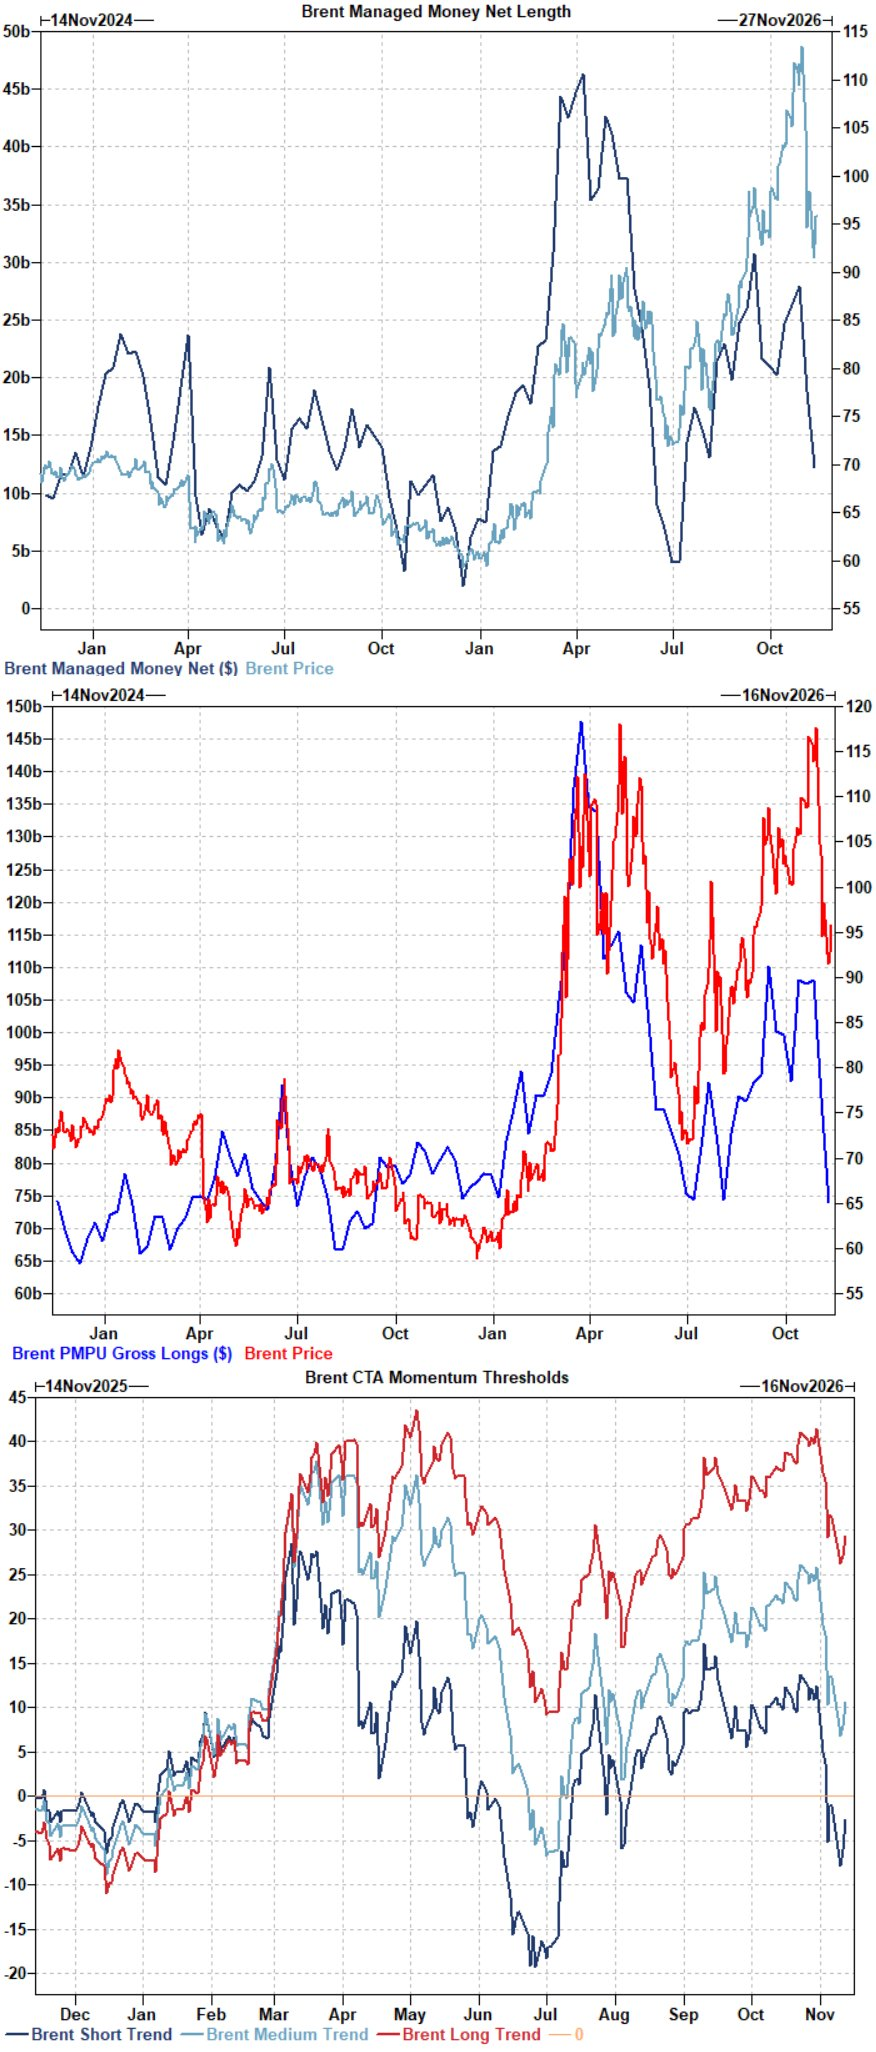 Brent Managed Money Net Length
14Nov2024 27Nov2026
50b 115
45b 110
40b 105
35b 100
30b 95
25b 90
20b 85
15b 80
10b 75
5b 70
0 65
60
55
Jan Apr Jul Oct Jan Apr Jul Oct
Brent Managed Money Net ($) Brent Price
14Nov2024 16Nov2026
150b 120
145b 115
140b 110
135b 105
130b 100
125b 95
120b 90
115b 85
110b 80
105b 75
100b 70
95b 65
90b 60
85b 55
80b
75b
70b
65b
60b
Jan Apr Jul Oct Jan Apr Jul Oct
Brent PMPU Gross Longs ($) Brent Price
Brent CTA Momentum Thresholds
14Nov2025 16Nov2026
45
40
35
30
25
20
15
10
5
0
-5
-10
-15
-20
Dec Jan Feb Mar Apr May Jun Jul Aug Sep Oct Nov
Brent Short Trend Brent Medium Trend Brent Long Trend 0